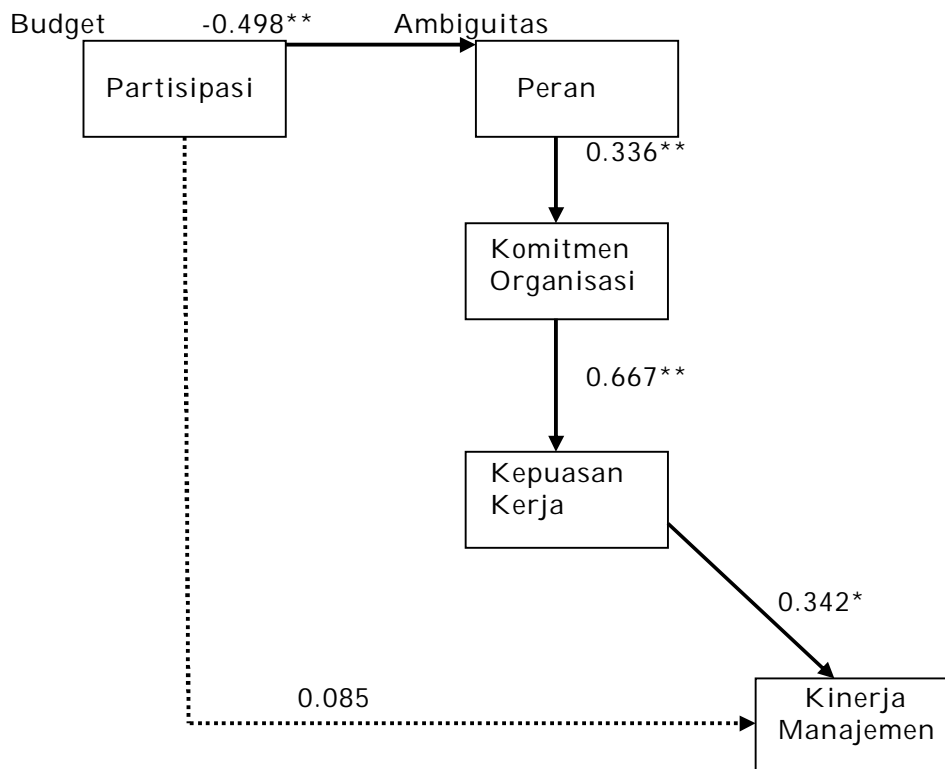 Budget -0.498** Ambiguitas
Partisipasi Peran
0.336**
Komitmen
Organisasi
0.667**
Kepuasan
Kerja
0.342*
0.085
Kinerja
Manajemen